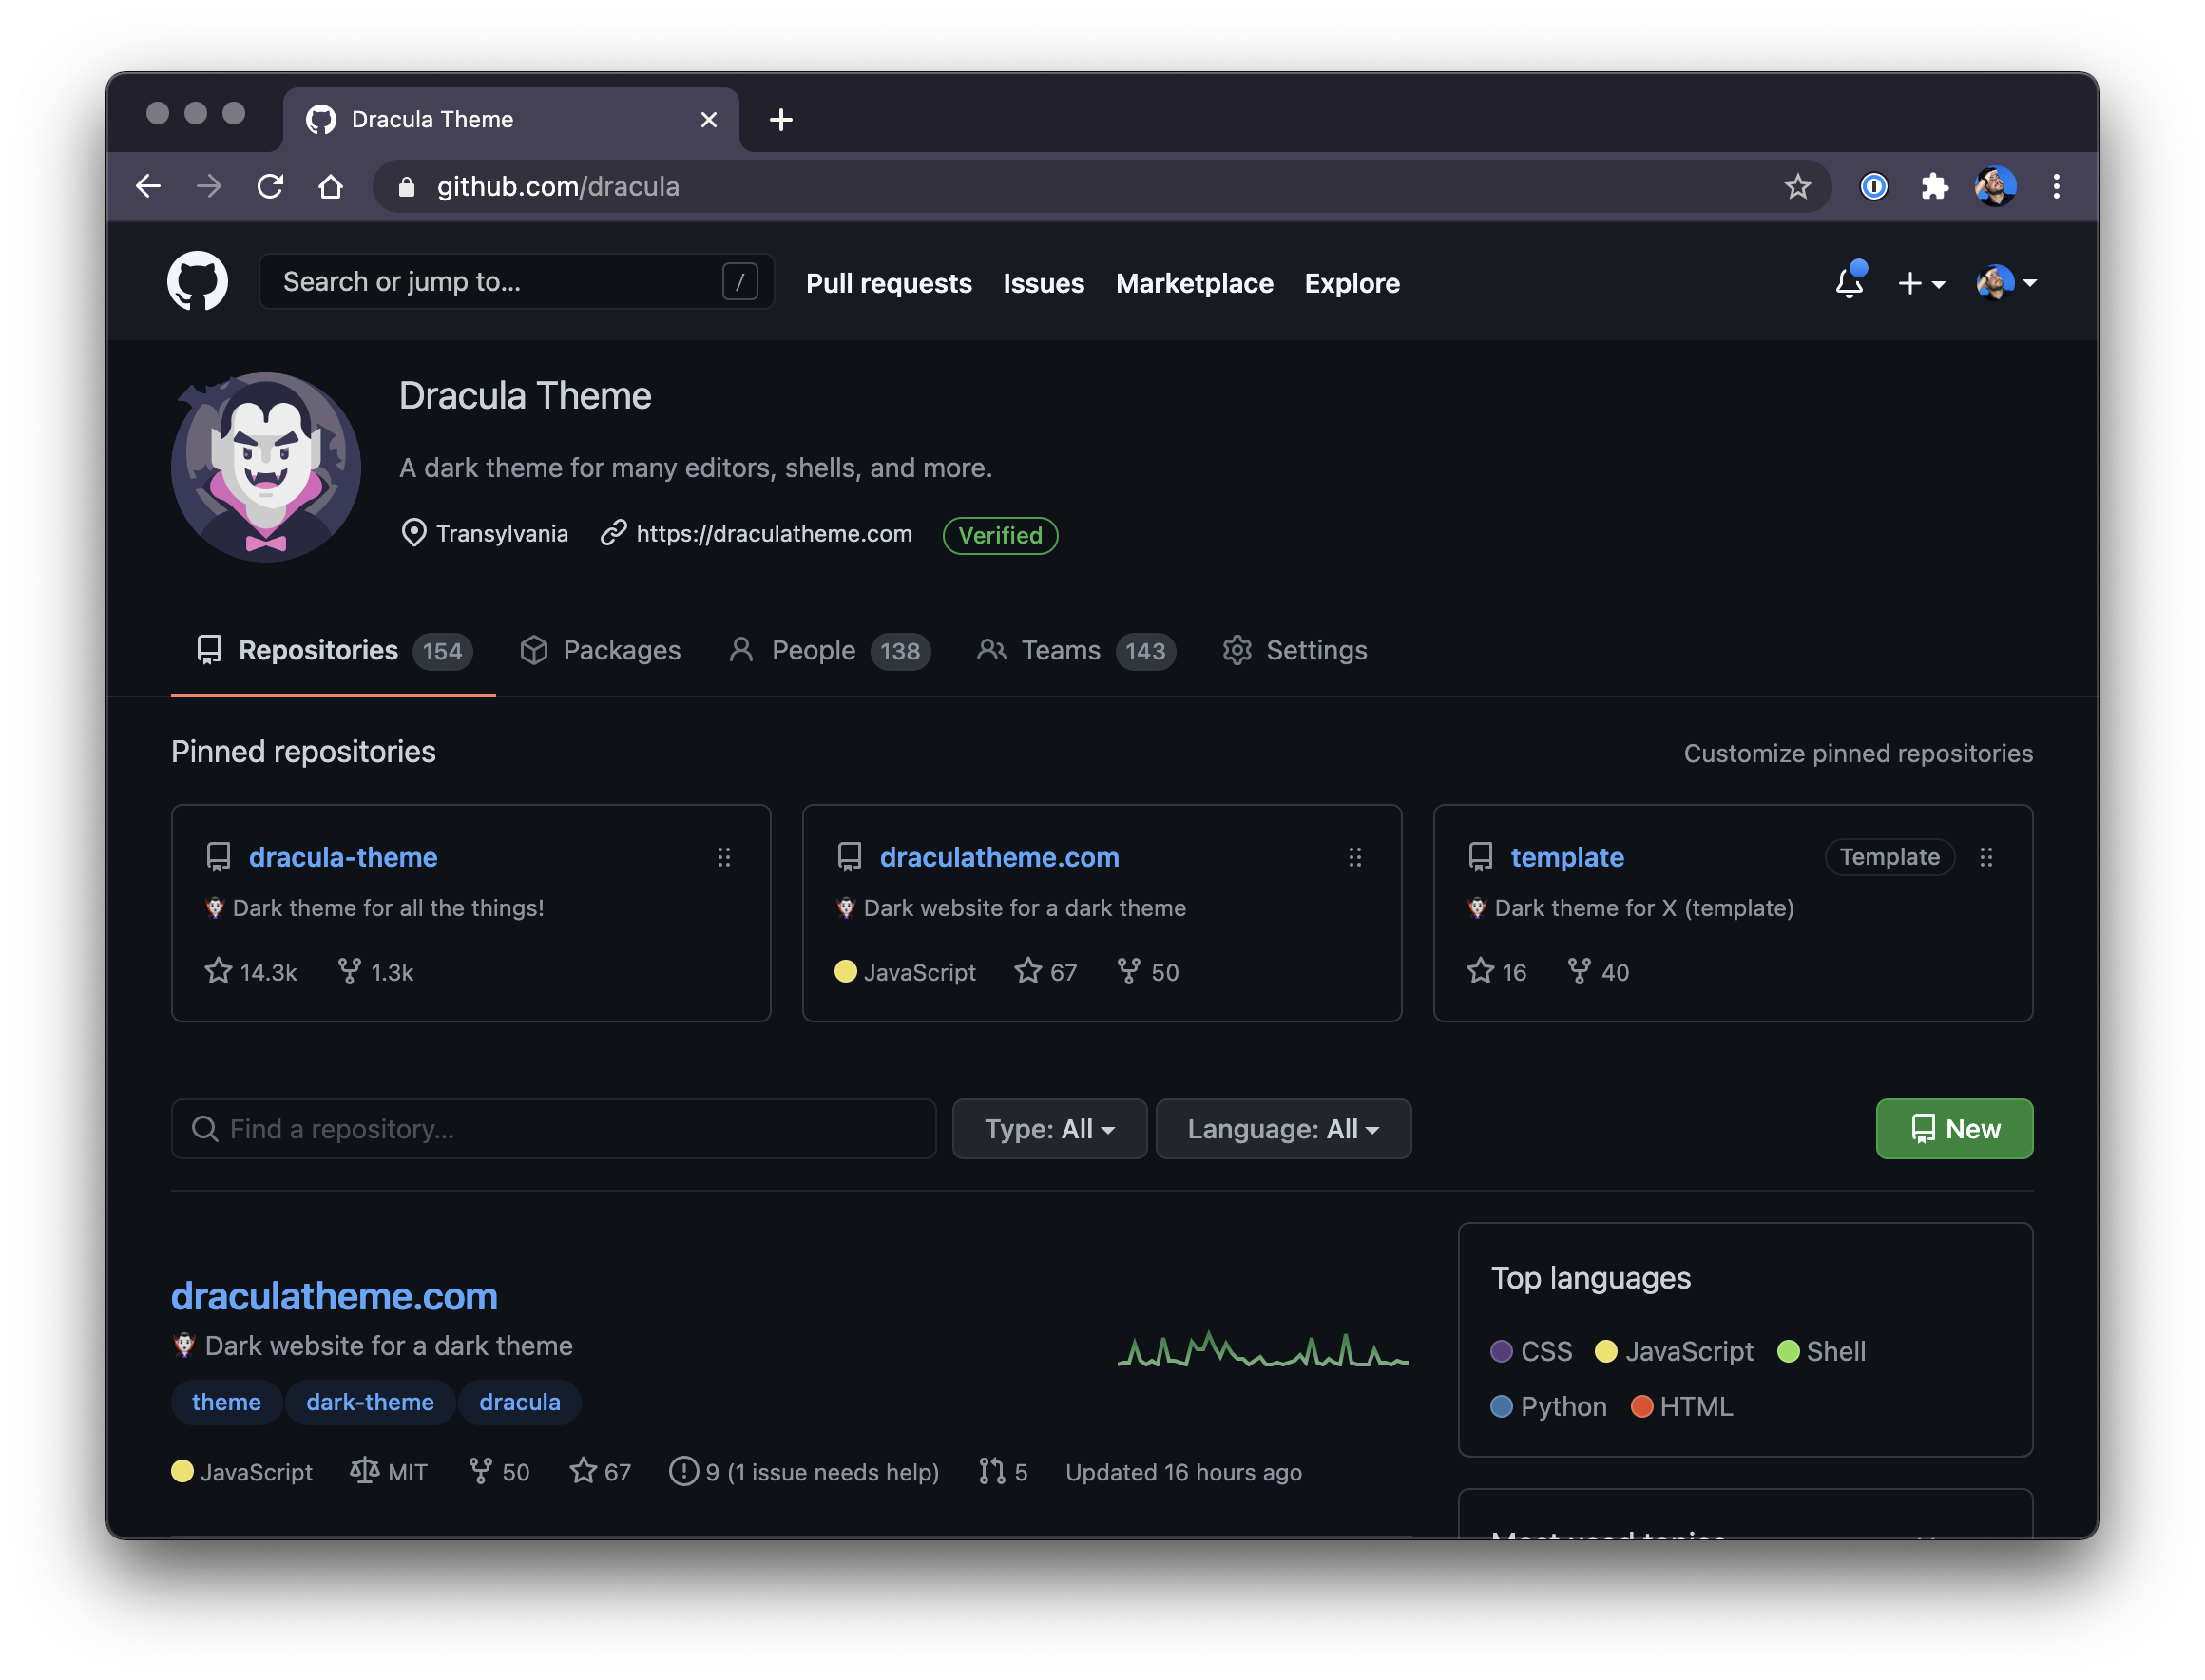 Dracula Theme
github.com/dracula
Search or jump to... / Pull requests Issues Marketplace Explore
Dracula Theme
A dark theme for many editors, shells, and more.
Transylvania https://draculatheme.com Verified
Repositories 154 Packages People 138 Teams 143 Settings
Pinned repositories Customize pinned repositories
dracula-theme
Dark theme for all the things!
14.3k 1.3k
draculatheme.com
Dark website for a dark theme
JavaScript 67 50
template Template
Dark theme for X (template)
16 40
Find a repository... Type: All Language: All New
draculatheme.com
Dark website for a dark theme
theme dark-theme dracula
JavaScript MIT 50 67 9 (1 issue needs help) 5 Updated 16 hours ago
Top languages
CSS JavaScript Shell
Python HTML
Most used topics